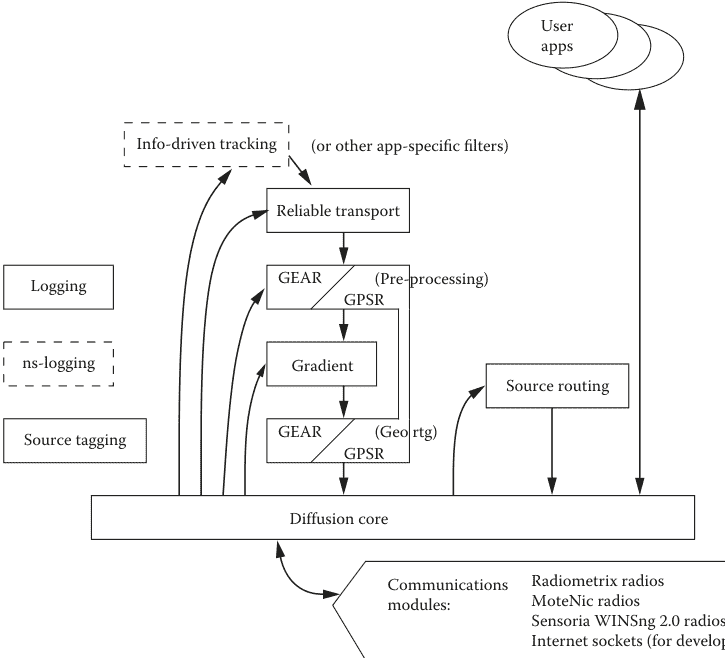 User
apps
Info-driven tracking
(or other app-specific filters)
Reliable transport
Logging
GEAR
(Pre-processing)
GPSR
ns-logging
Gradient
Source routing
Source tagging
GEAR
(Geo rtg)
GPSR
Diffusion core
Communications
modules:
Radiometrix radios
MoteNic radios
Sensoria WINSng 2.0 radios
Internet sockets (for develop